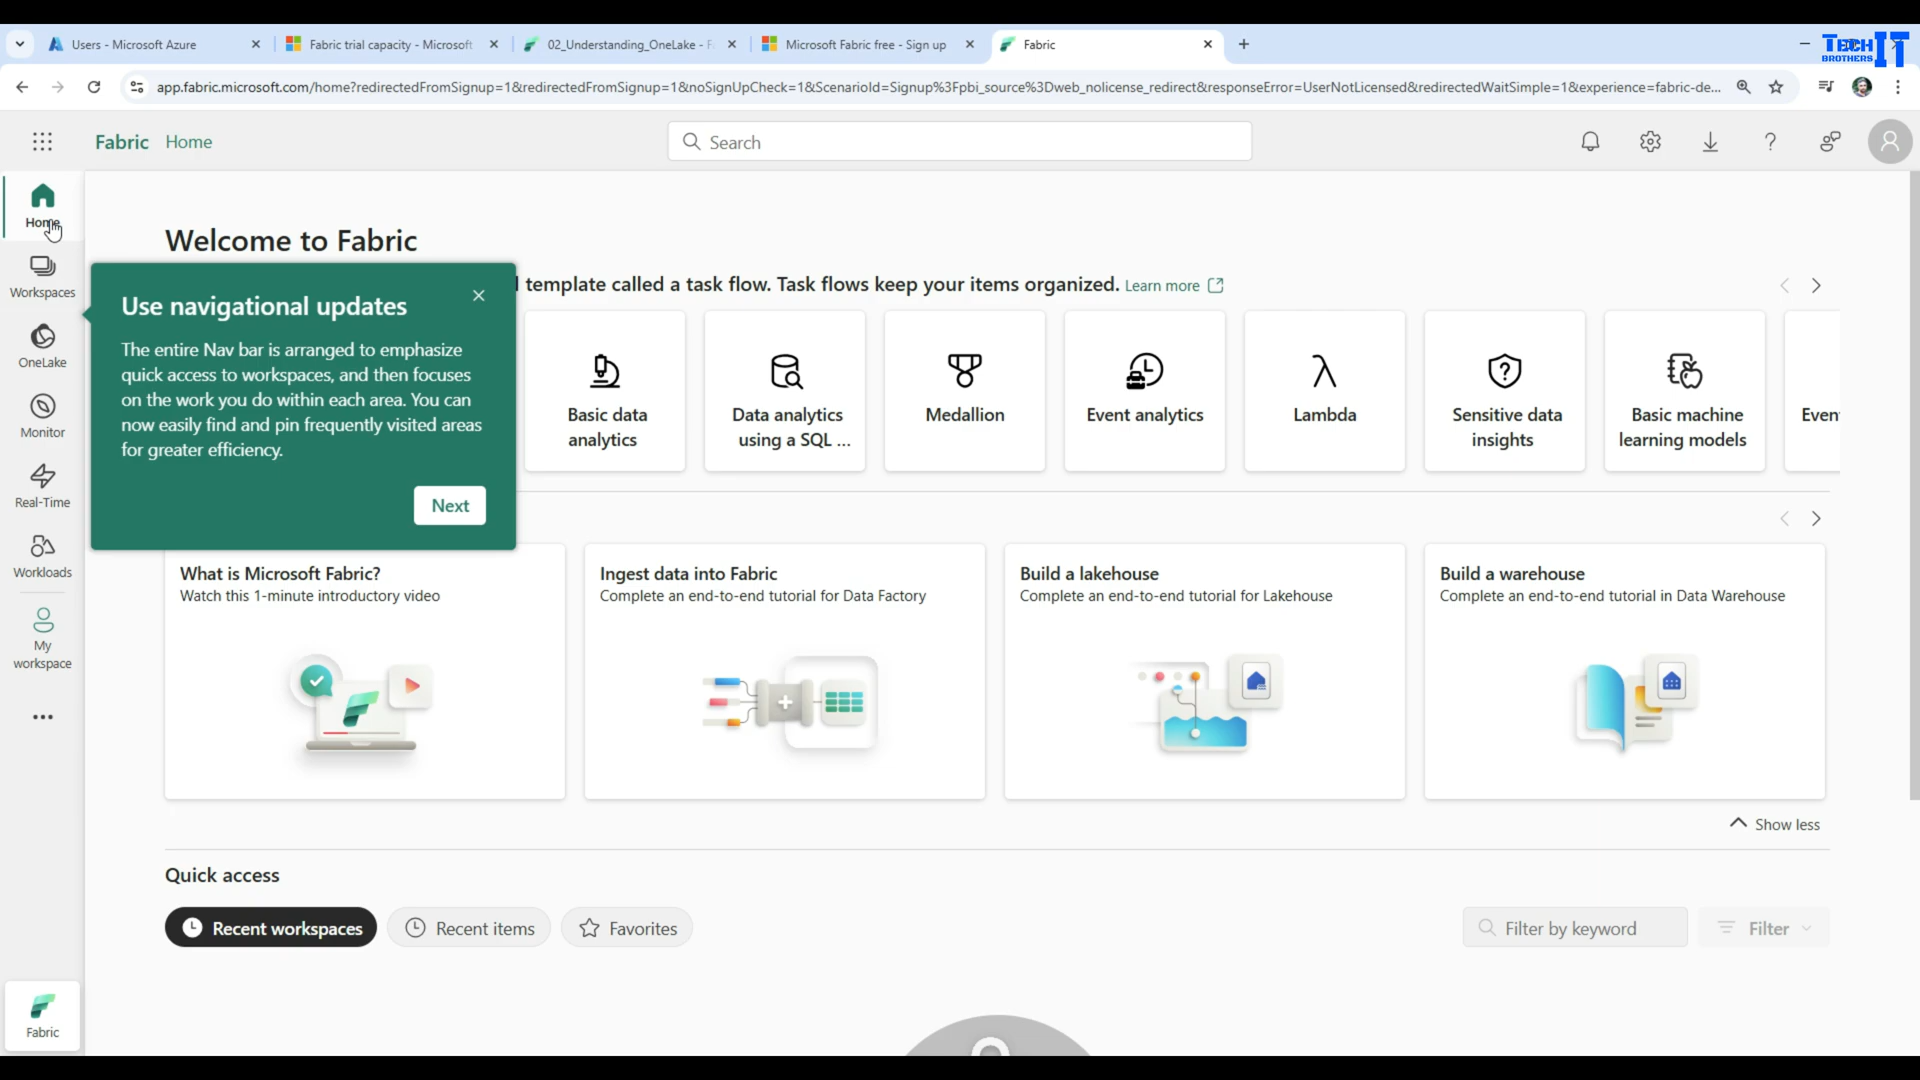 Users - Microsoft Azure
Fabric trial capacity - Microsoft
02_Understanding_OneLake - F
Microsoft Fabric free - Sign up
Fabric
TECH IT
BROTHERS
app.fabric.microsoft.com/home?redirectedFromSignup=1&redirectedFromSignup=1&noSignUpCheck=1&ScenarioId=Signup%3Fpbi_source%3Dweb_nolicense_redirect&responseError=UserNotLicensed&redirectedWaitSimple=1&experience=fabric-de...
Fabric Home
Search
Home
Workspaces
OneLake
Monitor
Real-Time
Workloads
My
workspace
Fabric
Welcome to Fabric
template called a task flow. Task flows keep your items organized. Learn more
Use navigational updates
The entire Nav bar is arranged to emphasize
quick access to workspaces, and then focuses
on the work you do within each area. You can
now easily find and pin frequently visited areas
for greater efficiency.
Next
Basic data
analytics
Data analytics
using a SQL ...
Medallion
Event analytics
Lambda
Sensitive data
insights
Basic machine
learning models
Even
What is Microsoft Fabric?
Watch this 1-minute introductory video
Ingest data into Fabric
Complete an end-to-end tutorial for Data Factory
Build a lakehouse
Complete an end-to-end tutorial for Lakehouse
Build a warehouse
Complete an end-to-end tutorial in Data Warehouse
Show less
Quick access
Recent workspaces
Recent items
Favorites
Filter by keyword
Filter